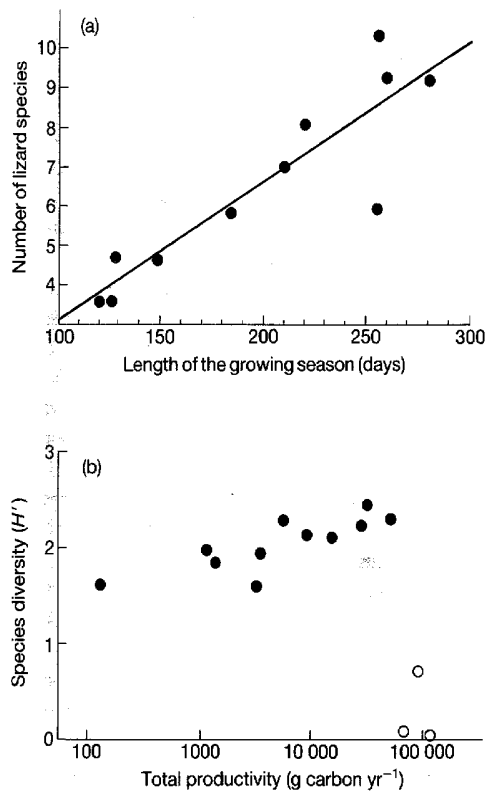 (a)
Number of lizard species
10
9
8
7
6
5
4
100 150 200 250 300
Length of the growing season (days)
(b)
Species diversity (H′)
3
2
1
0
100 1000 10 000 100 000
Total productivity (g carbon yr⁻¹)